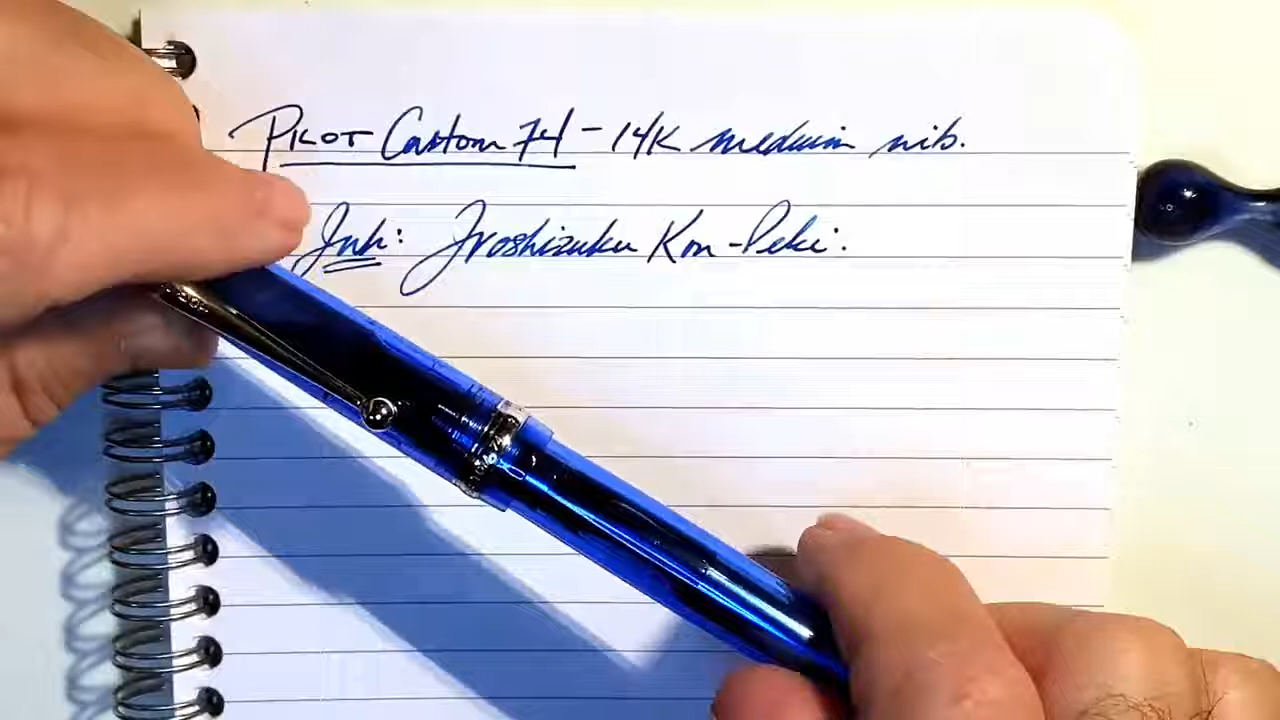 PILOT Custom 74 - 14K medium nib.
Ink: Iroshizuku Kon-Peki.